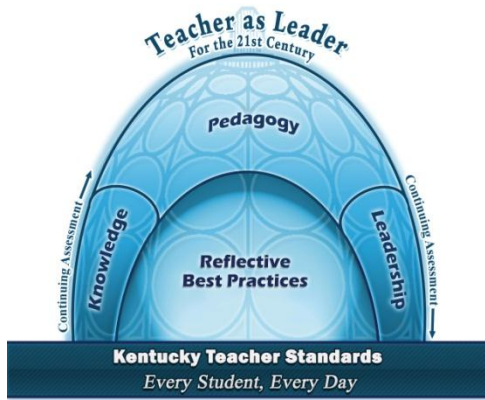 Teacher as Leader
For the 21st Century
Pedagogy
Continuing Assessment
Knowledge
Reflective
Best Practices
Leadership
Continuing Assessment
Kentucky Teacher Standards
Every Student, Every Day